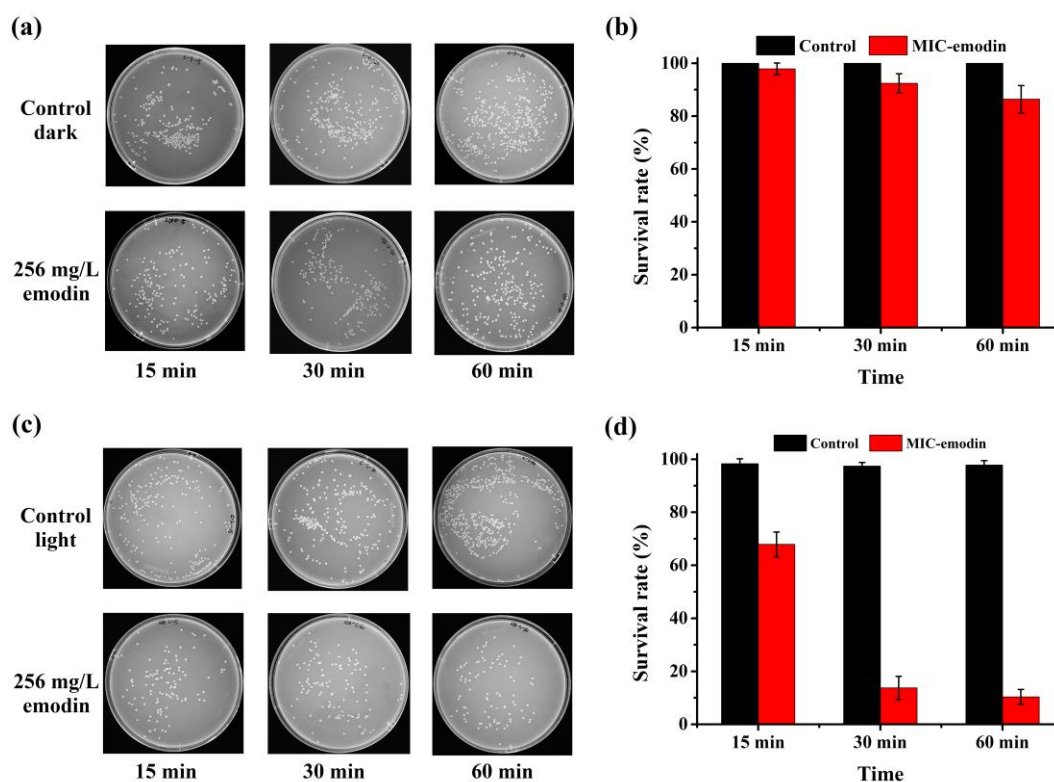 (a)
Control
dark
256 mg/L
emodin
15 min
30 min
60 min
(b)
Control
MIC-emodin
Survival rate (%)
100
80
60
40
20
0
15 min
30 min
60 min
Time
(c)
Control
light
256 mg/L
emodin
15 min
30 min
60 min
(d)
Control
MIC-emodin
Survival rate (%)
100
80
60
40
20
0
15 min
30 min
60 min
Time